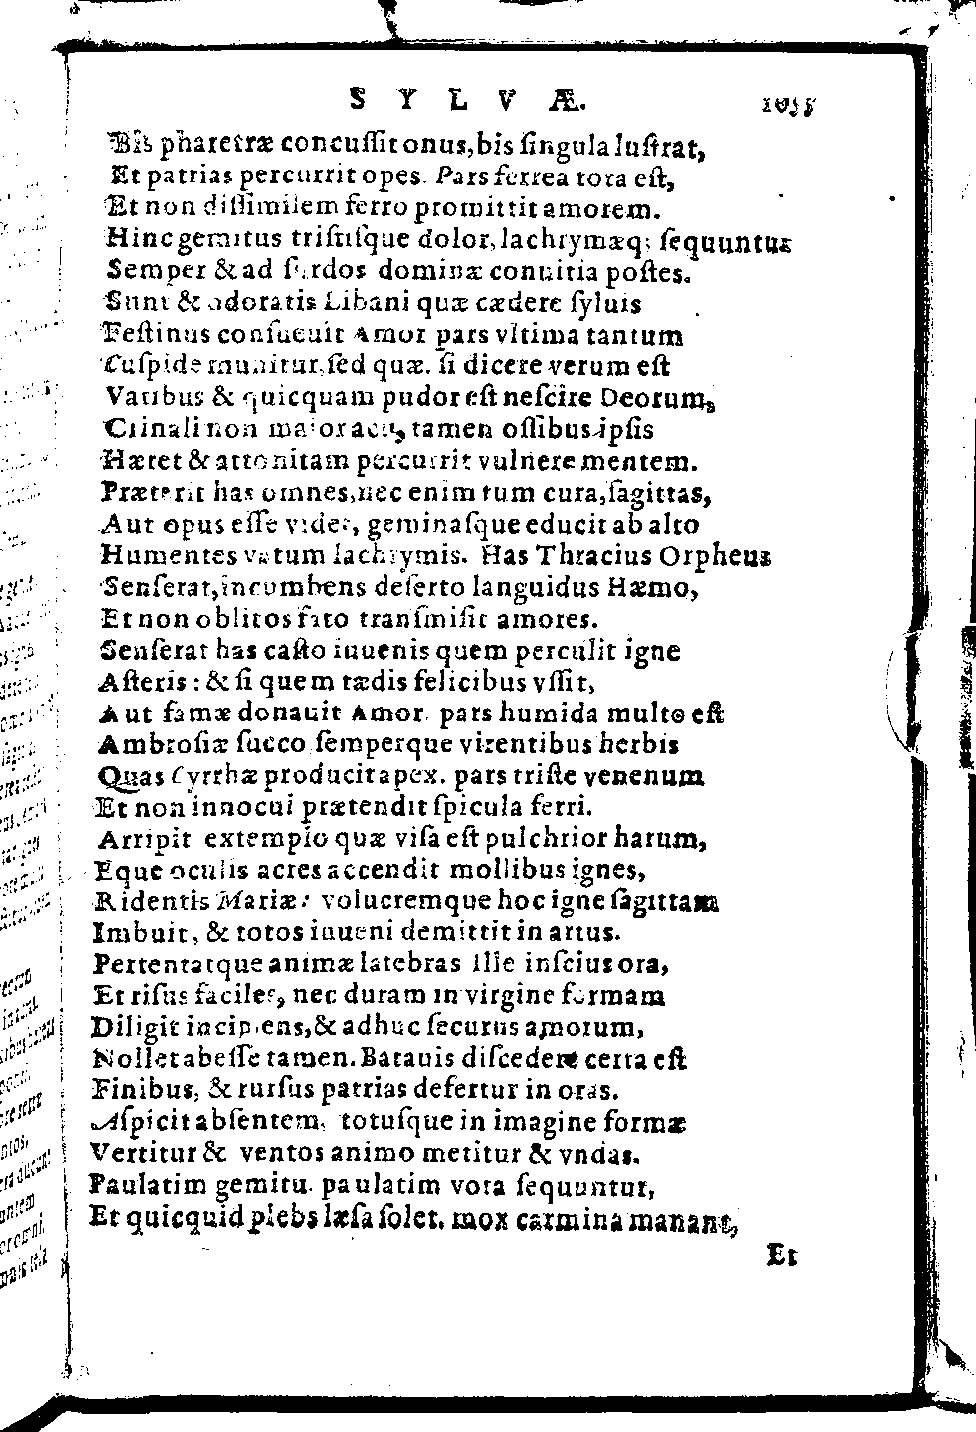 SYLVÆ. 1055
Bis pharetræ concuſſit onus, bis ſingula luſtrat,
Et patrias percurrit opes. Pars ferrea tota eſt,
Et non diſſimilem ferro promittit amorem.
Hinc gemitus triſtiſque dolor, lachrymæq; ſequuntur
Semper & ad ſurdos dominæ conuitia poſtes.
Sunt & odoratis Libani quæ cædere ſyluis
Feſtinus conſueuit Amor pars vltima tantum
Cuſpide munitur, ſed quæ. ſi dicere verum eſt
Vatibus & quicquam pudor eſt neſcire Deorum,
Crinali non maior acu, tamen oſſibus ipſis
Hæret & attonitam percurrit vulnere mentem.
Præterit has omnes, nec enim tum cura, ſagittas,
Aut opus eſſe videt, geminaſque educit ab alto
Humentes vatum lachrymis. Has Thracius Orpheus
Senſerat, incumbens deſerto languidus Hæmo,
Et non oblitos fato tranſmiſit amores.
Senſerat has caſto iuuenis quem perculit igne
Aſteris: & ſi quem tædis felicibus vſſit,
Aut famæ donauit Amor. pars humida multo eſt
Ambroſiæ ſucco ſemperque virentibus herbis
Quas Cyrrhæ producit apex. pars triſte venenum
Et non innocui prætendit ſpicula ferri.
Arripit extemplo quæ viſa eſt pulchrior harum,
Eque oculis acres accendit mollibus ignes,
Ridentis Mariæ: volucremque hoc igne ſagittam
Imbuit, & totos iuueni demittit in artus.
Pertentatque animæ latebras ille inſcius ora,
Et riſus faciles, nec duram in virgine formam
Diligit incipiens, & adhuc ſecurus amorum,
Nollet abeſſe tamen. Batauis diſcedere certa eſt
Finibus, & rurſus patrias defertur in oras.
Aſpicit abſentem, totuſque in imagine formæ
Vertitur & ventos animo metitur & vndas.
Paulatim gemitu. paulatim vota ſequuntur,
Et quicquid plebs læſa ſolet. mox carmina manant,
Et